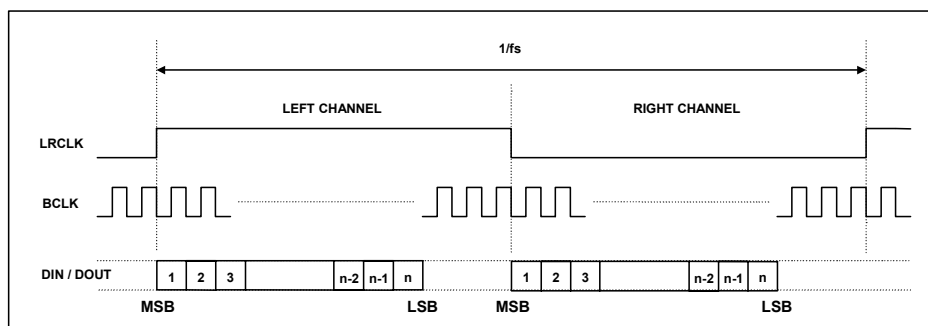 1/fs
LEFT CHANNEL RIGHT CHANNEL
LRCLK
BCLK
DIN / DOUT 1 2 3 n-2 n-1 n 1 2 3 n-2 n-1 n
MSB LSB MSB LSB